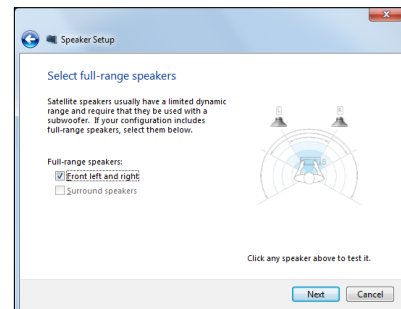 Speaker Setup
Select full-range speakers
Satellite speakers usually have a limited dynamic
range and require that they be used with a
subwoofer. If your configuration includes
full-range speakers, select them below.
L
R
Full-range speakers:
Front left and right
Surround speakers
Click any speaker above to test it.
Next
Cancel